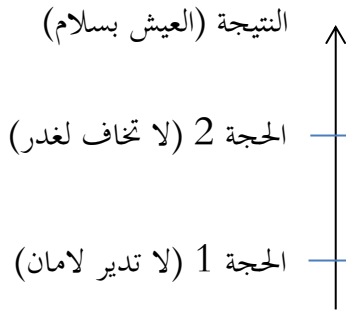 النتيجة (العيش بسلام)
الحجة 2 (لا تخاف لغدر)
الحجة 1 (لا تدير لامان)